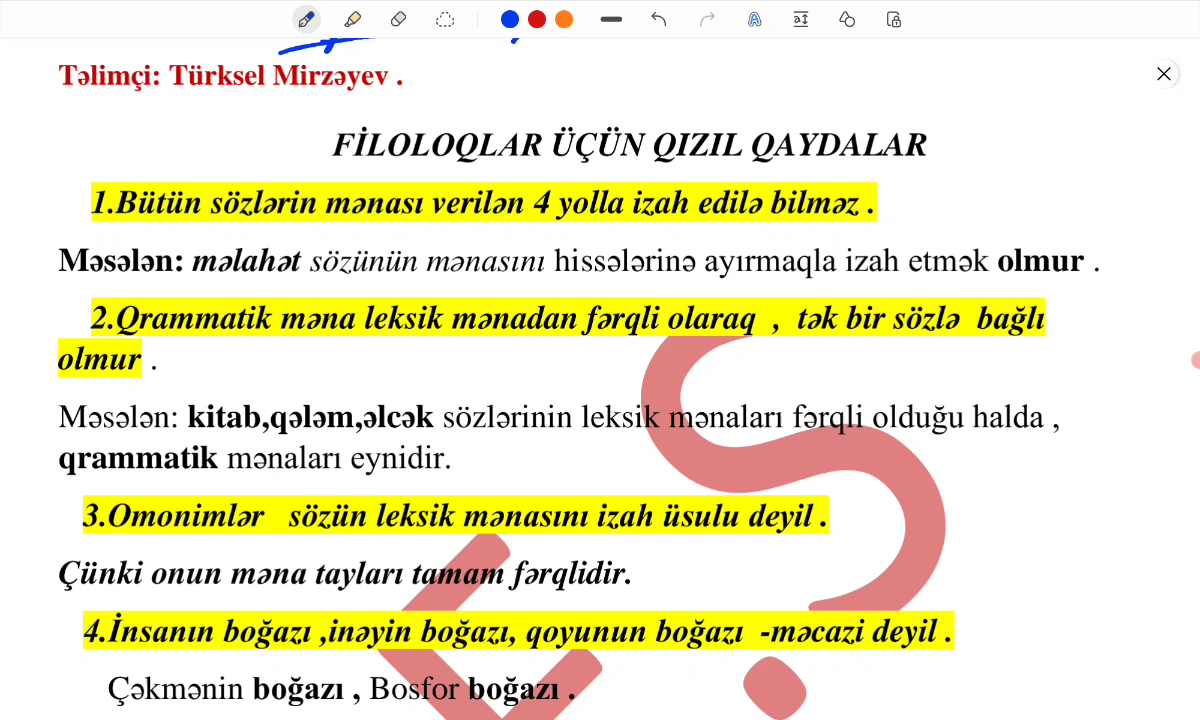 Təlimçi: Türksel Mirzəyev .
FİLOLOQLAR ÜÇÜN QIZIL QAYDALAR
1.Bütün sözlərin mənası verilən 4 yolla izah edilə bilməz .
Məsələn: məlahət sözünün mənasını hissələrinə ayırmaqla izah etmək olmur .
2.Qrammatik məna leksik mənadan fərqli olaraq , tək bir sözlə bağlı
olmur .
Məsələn: kitab,qələm,əlcək sözlərinin leksik mənaları fərqli olduğu halda ,
qrammatik mənaları eynidir.
3.Omonimlər sözün leksik mənasını izah üsulu deyil .
Çünki onun məna tayları tamam fərqlidir.
4.İnsanın boğazı ,inəyin boğazı, qoyunun boğazı -məcazi deyil .
Çəkmənin boğazı , Bosfor boğazı .